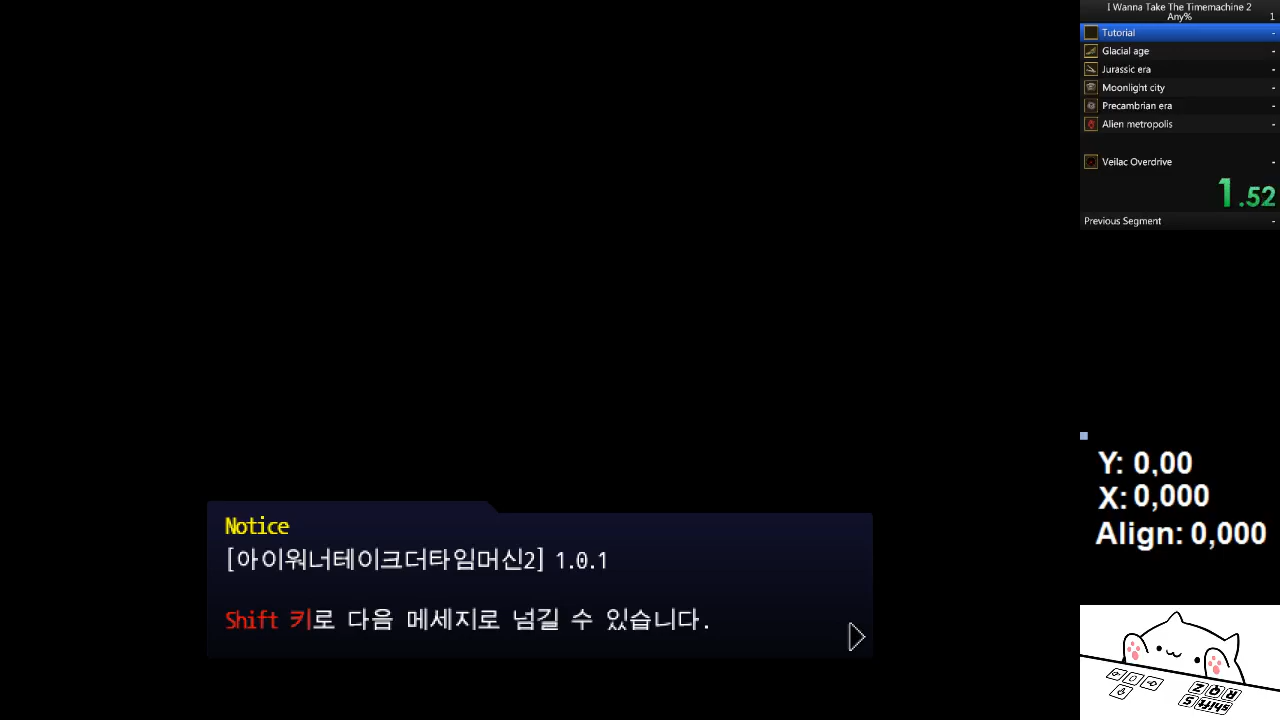 I Wanna Take The Timemachine 2
Any%
1
Tutorial -
Glacial age -
Jurassic era -
Moonlight city -
Precambrian era -
Alien metropolis -
Veilac Overdrive -
1.52
Previous Segment -
Y: 0,00
X: 0,000
Align: 0,000
Notice
[아이워너테이크더타임머신2] 1.0.1
Shift 키로 다음 메세지로 넘길 수 있습니다.
Z Q R
S Shift